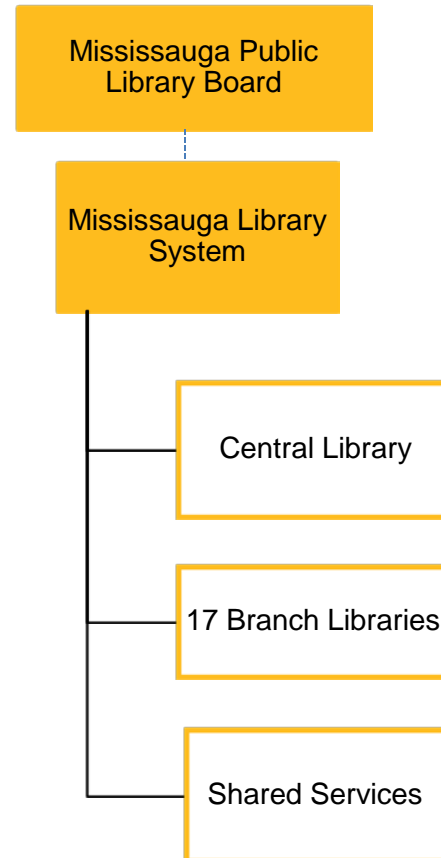 Mississauga Public
Library Board
Mississauga Library
System
Central Library
17 Branch Libraries
Shared Services